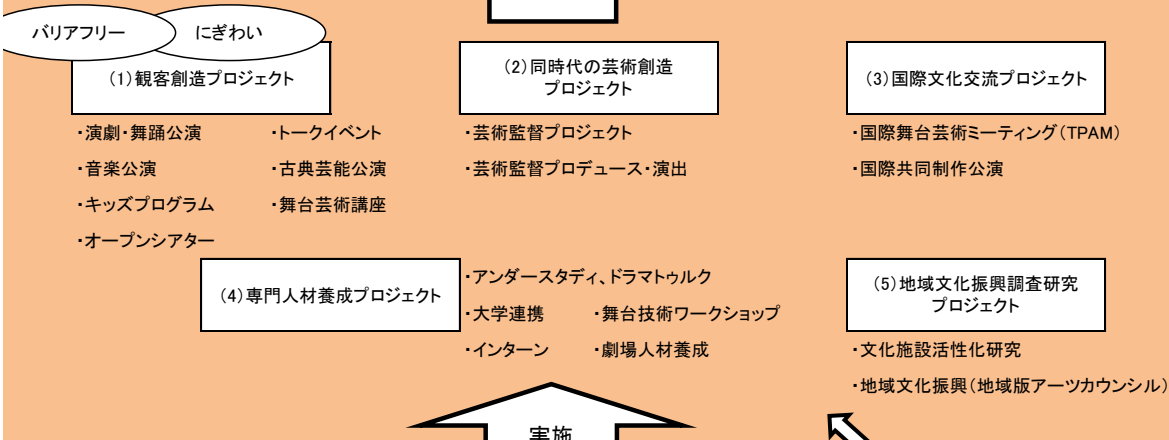 バリアフリー
にぎわい
(1)観客創造プロジェクト
・演劇・舞踊公演
・トークイベント
・音楽公演
・古典芸能公演
・キッズプログラム
・舞台芸術講座
・オープンシアター
(2)同時代の芸術創造
プロジェクト
・芸術監督プロジェクト
・芸術監督プロデュース・演出
(3)国際文化交流プロジェクト
・国際舞台芸術ミーティング(TPAM)
・国際共同制作公演
(4)専門人材養成プロジェクト
・アンダースタディ、ドラマトゥルク
・大学連携
・舞台技術ワークショップ
・インターン
・劇場人材養成
(5)地域文化振興調査研究
プロジェクト
・文化施設活性化研究
・地域文化振興(地域版アーツカウンシル)
実施